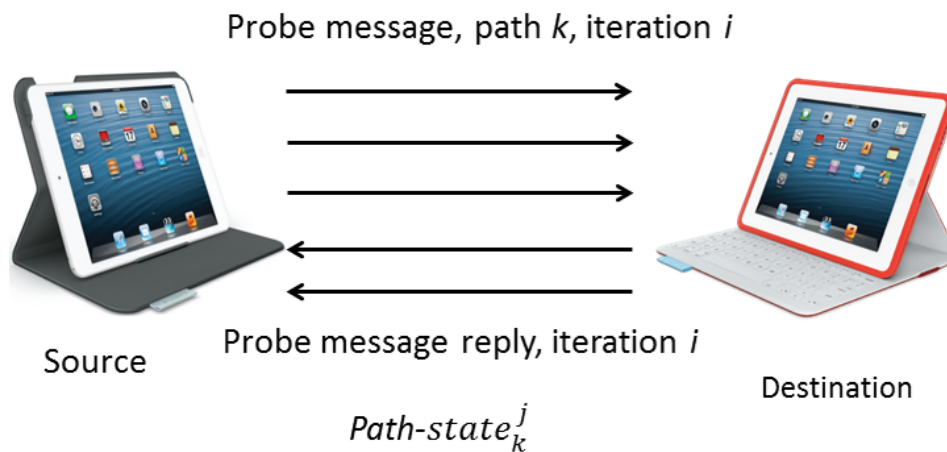 Probe message, path k, iteration i
Source
Probe message reply, iteration i
Destination
Path-state_k^j